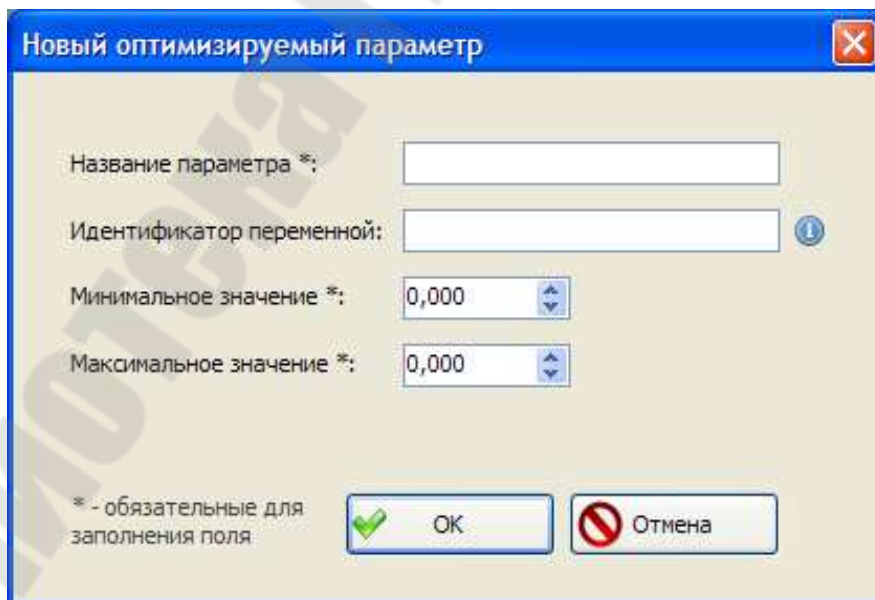 Новый оптимизируемый параметр
Название параметра *:
Идентификатор переменной:
Минимальное значение *: 0,000
Максимальное значение *: 0,000
* - обязательные для
заполнения поля
OK
Отмена